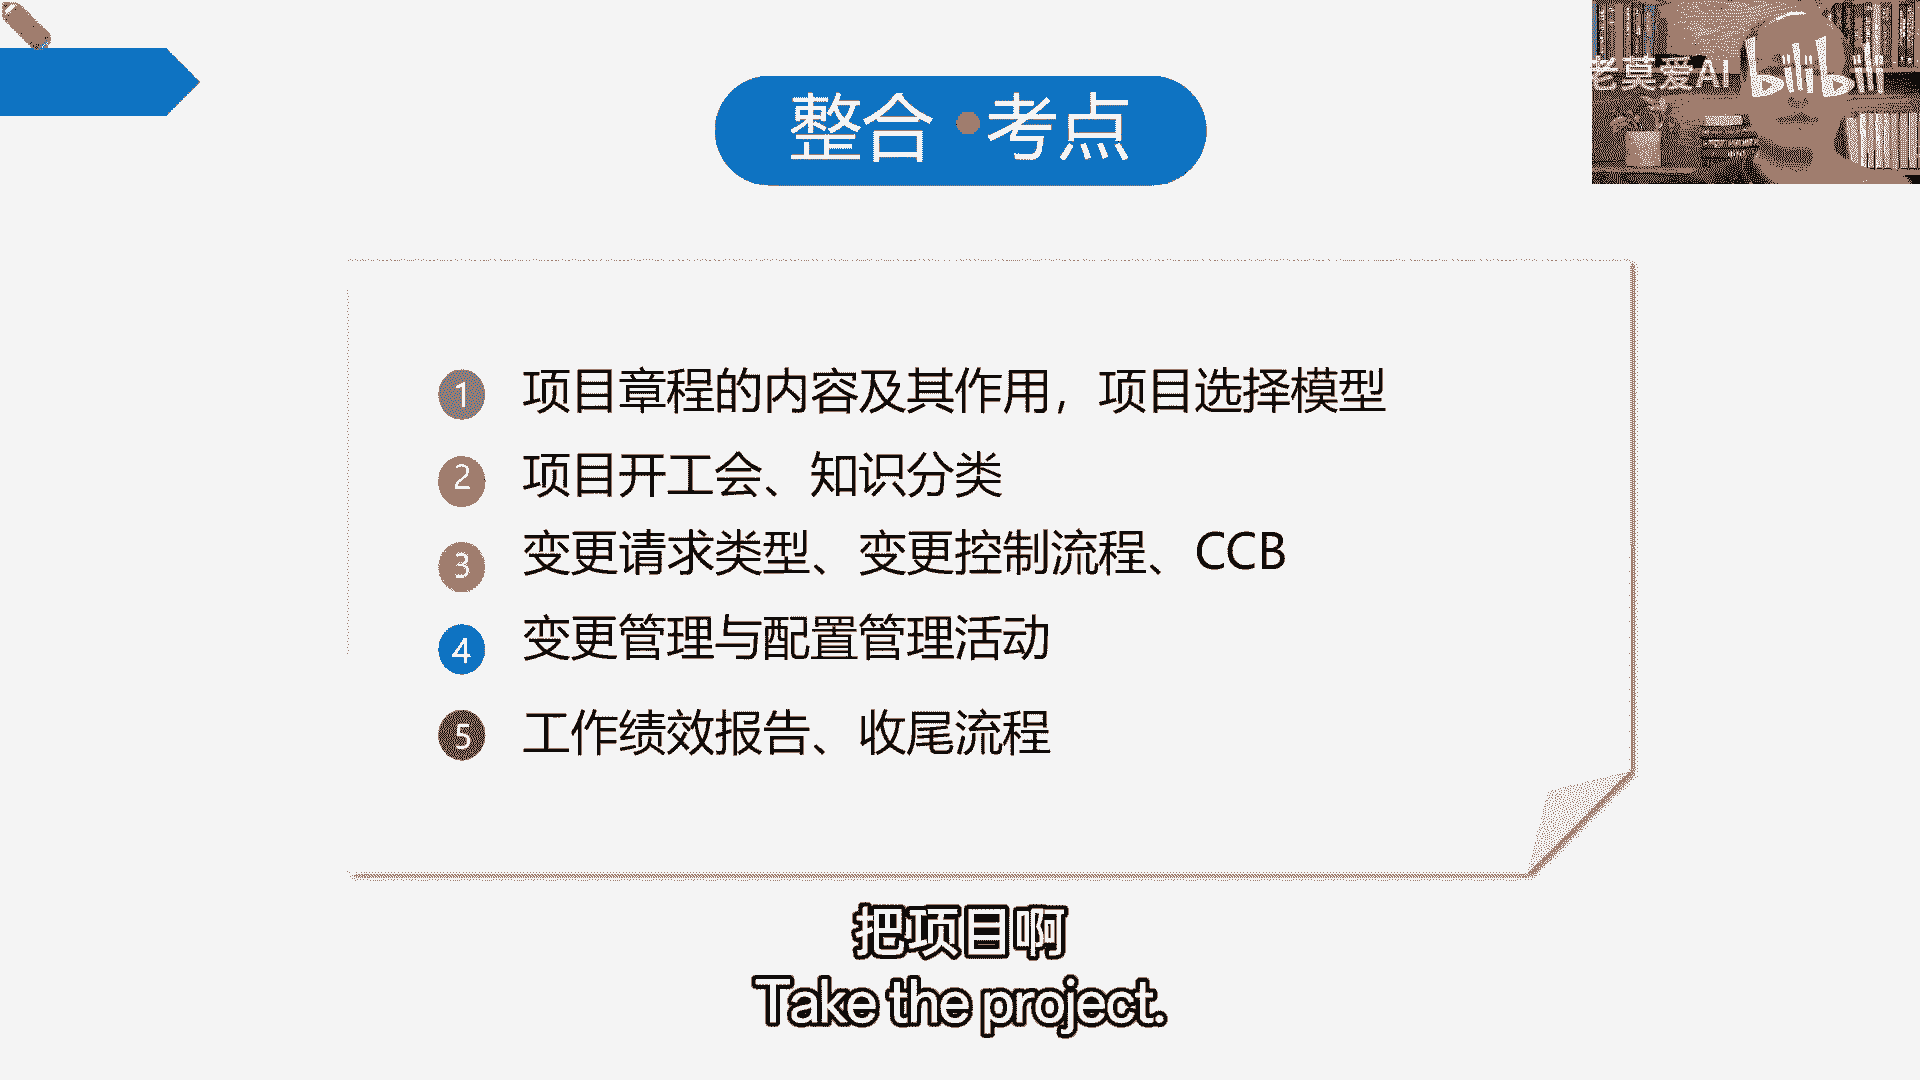 老莫爱AI
bilibili
整合·考点
1 项目章程的内容及其作用，项目选择模型
2 项目开工会、知识分类
3 变更请求类型、变更控制流程、CCB
4 变更管理与配置管理活动
5 工作绩效报告、收尾流程
把项目啊
Take the project.